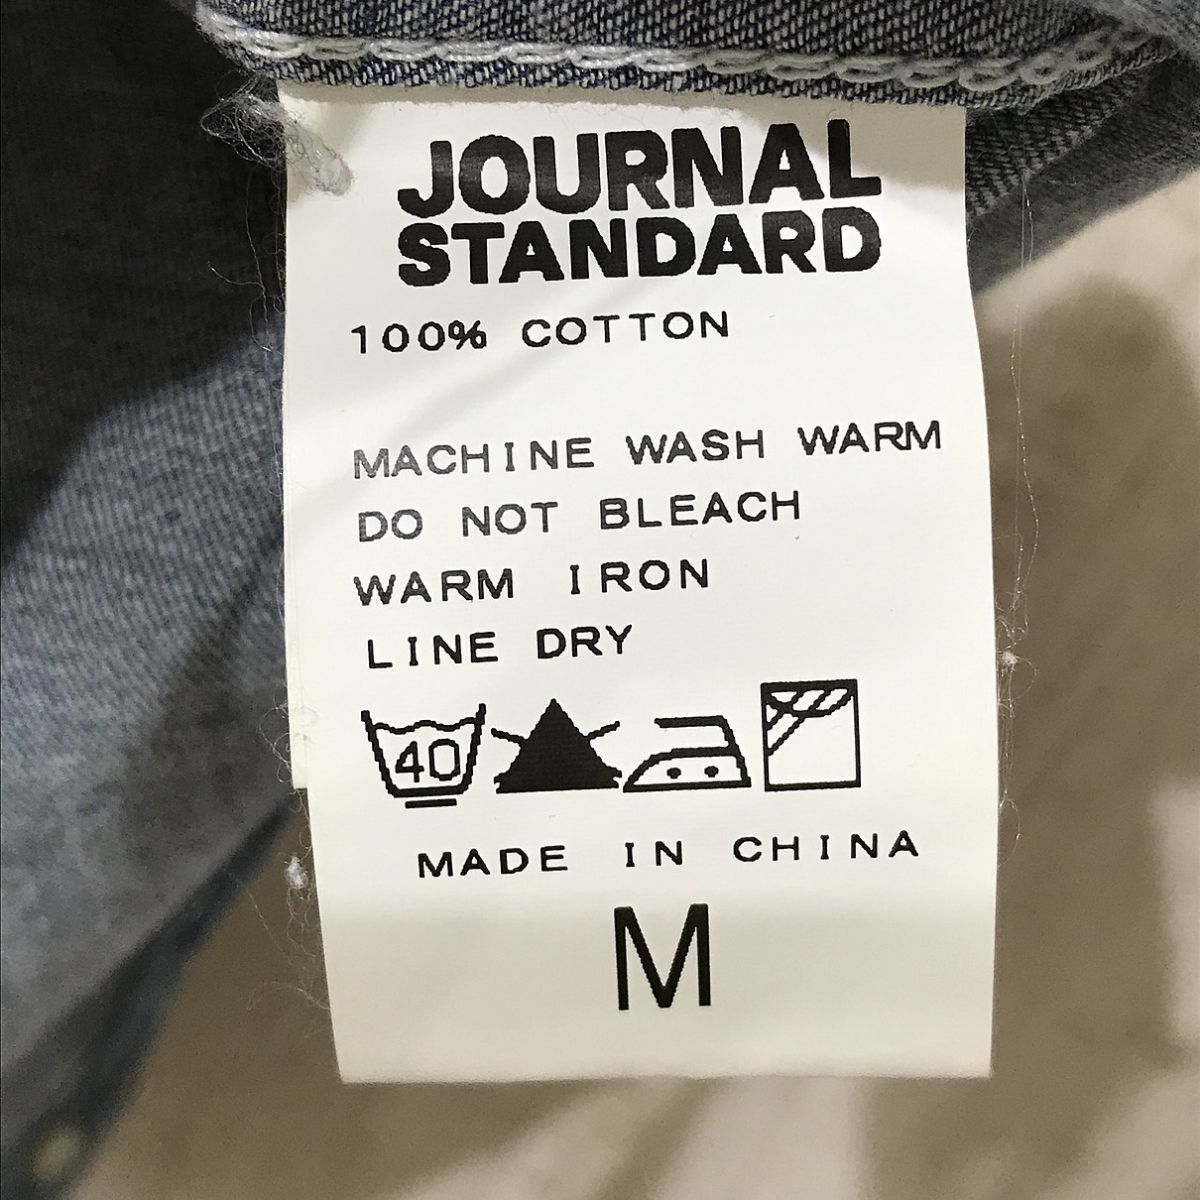 JOURNAL
STANDARD
100% COTTON
MACHINE WASH WARM
DO NOT BLEACH
WARM IRON
LINE DRY
40
MADE IN CHINA
M